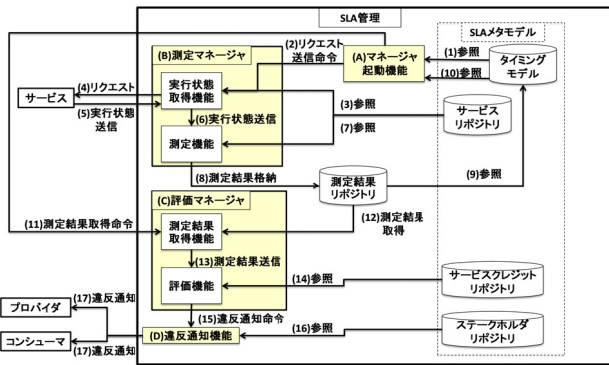 SLA管理
SLAメタモデル
(B)測定マネージャ
(2)リクエスト
送信命令
(A)マネージャ
起動機能
(1)参照
(10)参照
タイミング
モデル
実行状態
取得機能
(4)リクエスト
サービス
(5)実行状態
送信
(6)実行状態送信
(3)参照
(7)参照
サービス
リポジトリ
測定機能
(8)測定結果格納
測定結果
リポジトリ
(9)参照
(C)評価マネージャ
(11)測定結果取得命令
測定結果
取得機能
(12)測定結果
取得
(13)測定結果送信
評価機能
(14)参照
サービスクレジット
リポジトリ
(15)違反通知命令
(16)参照
ステークホルダ
リポジトリ
(D)違反通知機能
プロバイダ
(17)違反通知
コンシューマ
(17)違反通知